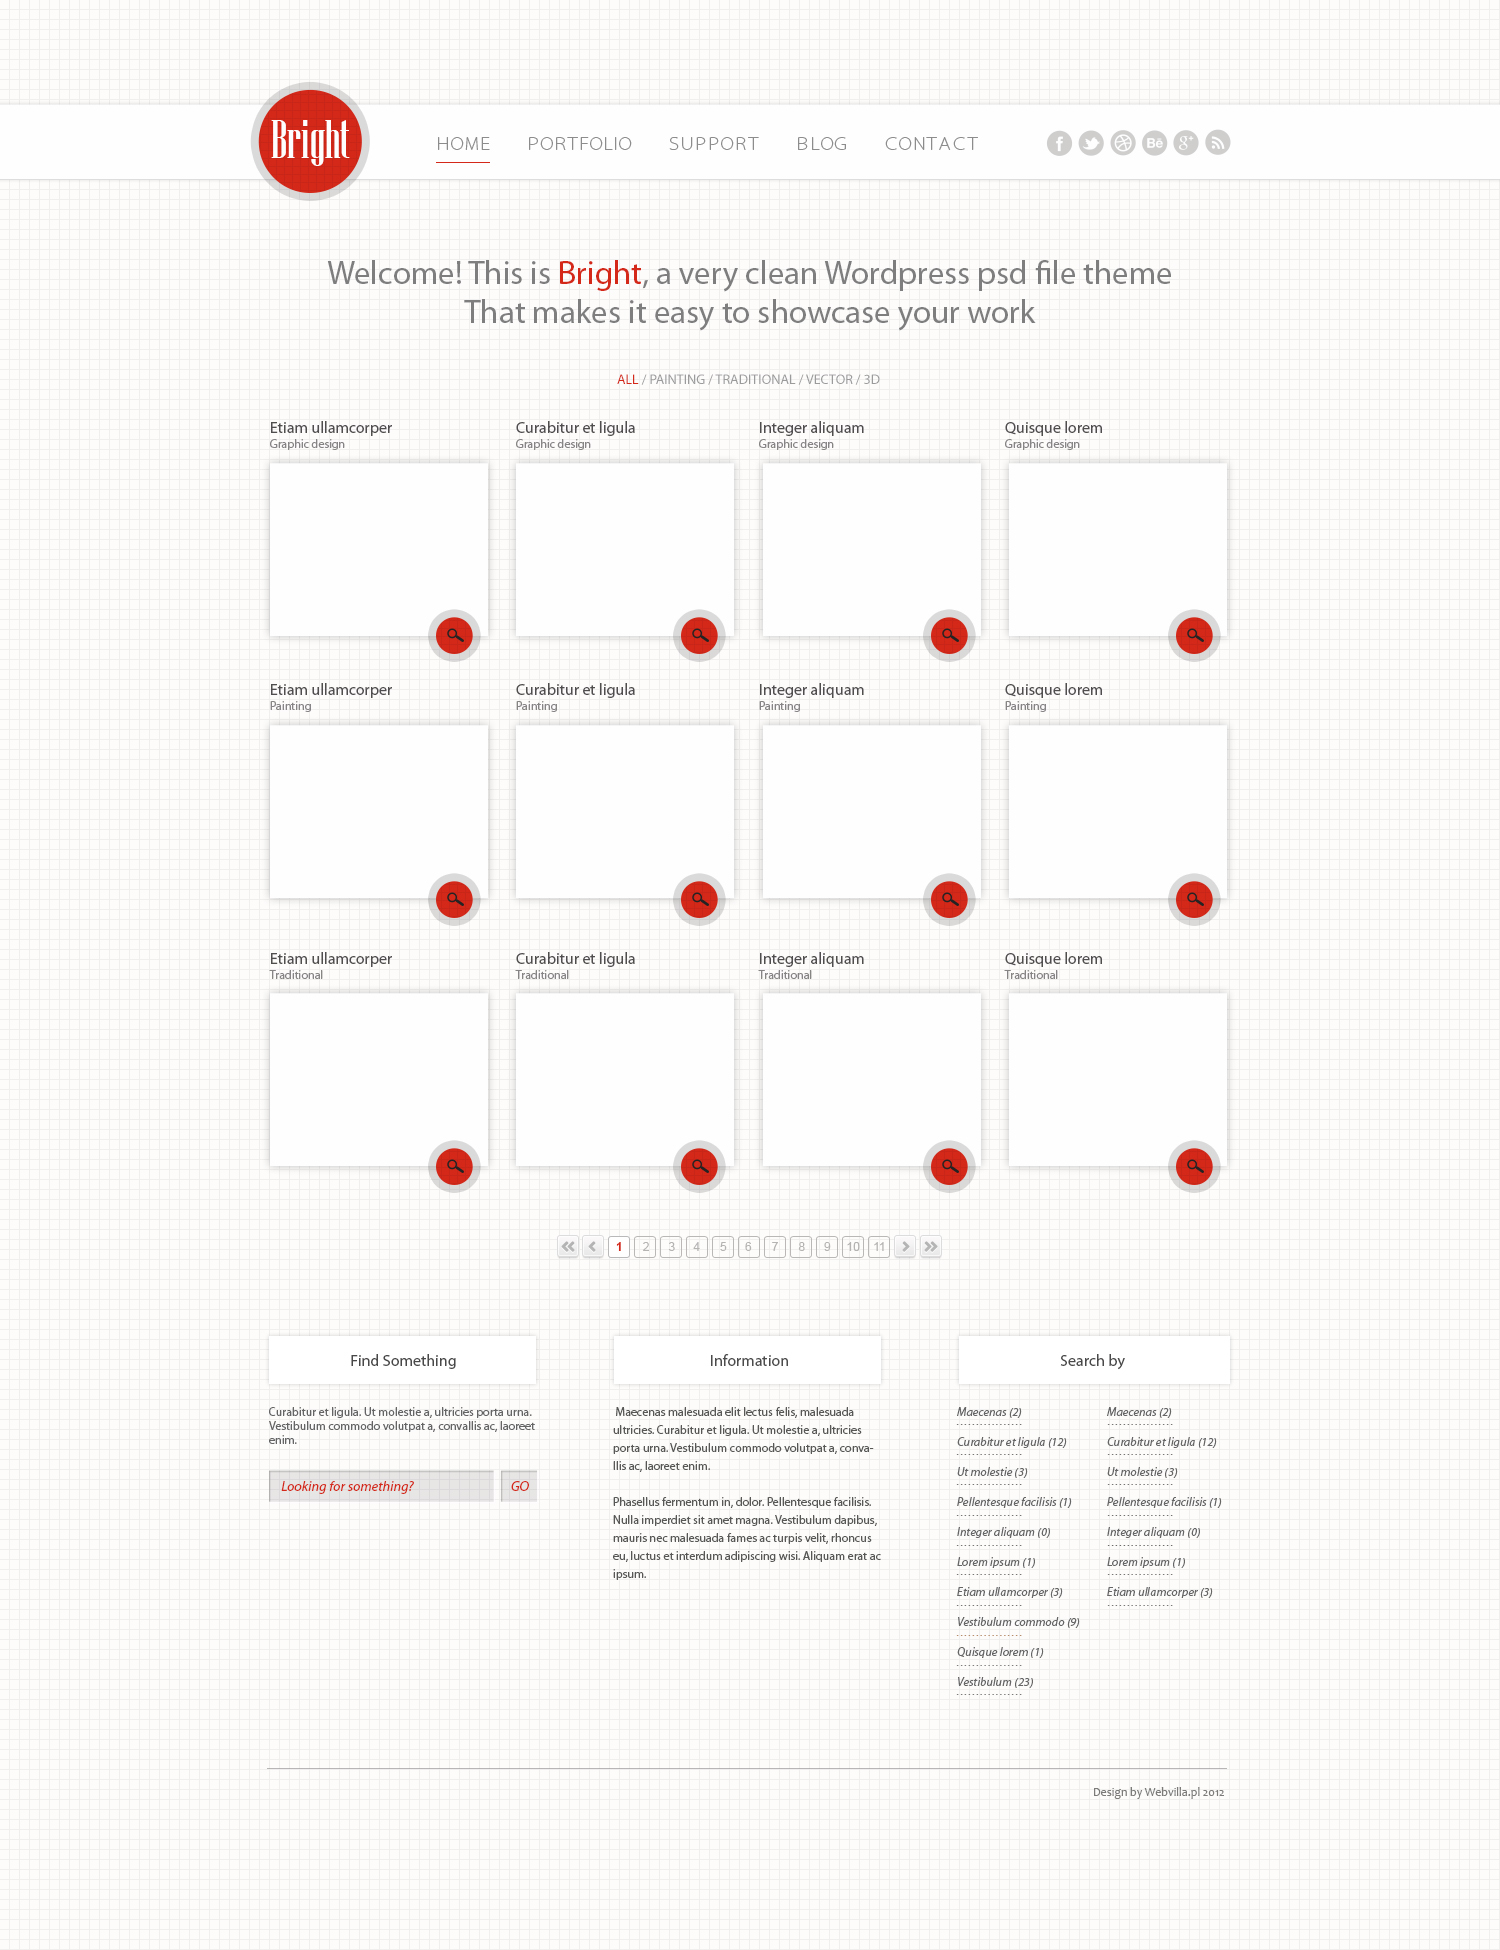 Bright
HOME PORTFOLIO SUPPORT BLOG CONTACT
Bē
Welcome! This is Bright, a very clean Wordpress psd file theme
That makes it easy to showcase your work
ALL / PAINTING / TRADITIONAL / VECTOR / 3D
Etiam ullamcorper Curabitur et ligula Integer aliquam Quisque lorem
Graphic design Graphic design Graphic design Graphic design
Etiam ullamcorper Curabitur et ligula Integer aliquam Quisque lorem
Painting Painting Painting Painting
Etiam ullamcorper Curabitur et ligula Integer aliquam Quisque lorem
Traditional Traditional Traditional Traditional
1 2 3 4 5 6 7 8 9 10 11
Find Something
Curabitur et ligula. Ut molestie a, ultricies porta urna.
Vestibulum commodo volutpat a, convallis ac, laoreet
enim.
Looking for something? GO
Information
Maecenas malesuada elit lectus felis, malesuada
ultricies. Curabitur et ligula. Ut molestie a, ultricies
porta urna. Vestibulum commodo volutpat a, conva-
llis ac, laoreet enim.
Phasellus fermentum in, dolor. Pellentesque facilisis.
Nulla imperdiet sit amet magna. Vestibulum dapibus,
mauris nec malesuada fames ac turpis velit, rhoncus
eu, luctus et interdum adipiscing wisi. Aliquam erat ac
ipsum.
Search by
Maecenas (2)
Curabitur et ligula (12)
Ut molestie (3)
Pellentesque facilisis (1)
Integer aliquam (0)
Lorem ipsum (1)
Etiam ullamcorper (3)
Vestibulum commodo (9)
Quisque lorem (1)
Vestibulum (23)
Maecenas (2)
Curabitur et ligula (12)
Ut molestie (3)
Pellentesque facilisis (1)
Integer aliquam (0)
Lorem ipsum (1)
Etiam ullamcorper (3)
Design by Webvilla.pl 2012